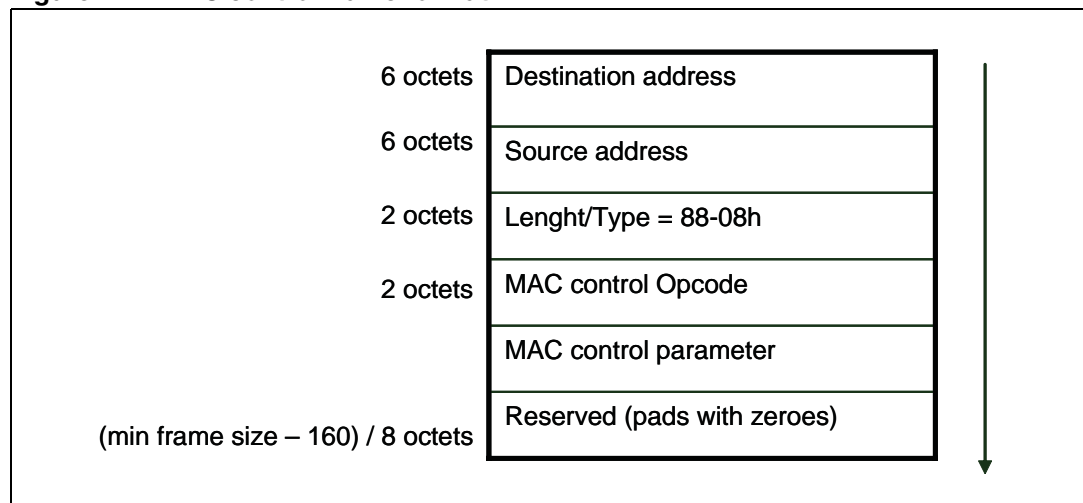 6 octets Destination address
6 octets Source address
2 octets Lenght/Type = 88-08h
2 octets MAC control Opcode
MAC control parameter
Reserved (pads with zeroes)
(min frame size – 160) / 8 octets